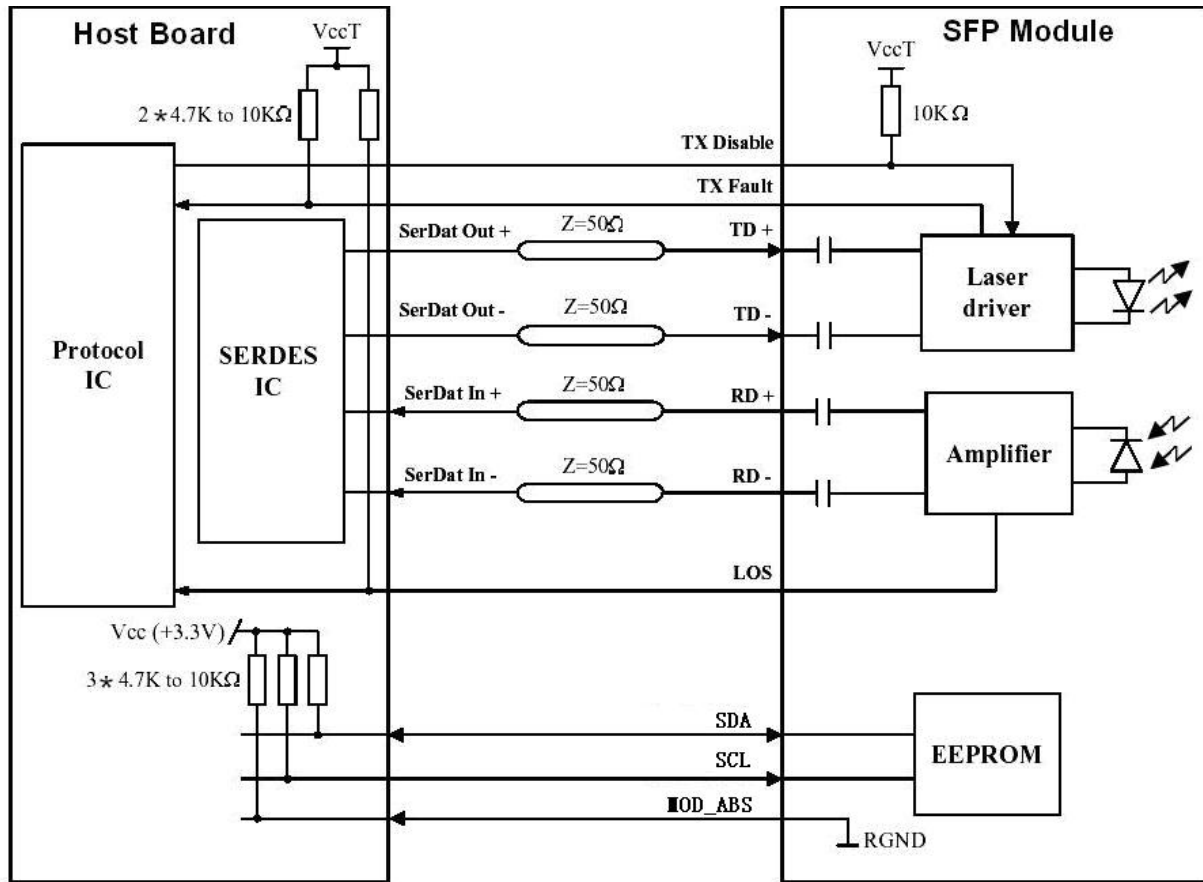 Host Board
SFP Module
VccT
VccT
2*4.7K to 10KΩ
10KΩ
TX Disable
TX Fault
SerDat Out +
Z=50Ω
TD +
SerDat Out -
Z=50Ω
TD -
Laser
driver
Protocol
IC
SERDES
IC
SerDat In +
Z=50Ω
RD +
SerDat In -
Z=50Ω
RD -
Amplifier
LOS
Vcc (+3.3V)
3*4.7K to 10KΩ
SDA
SCL
MOD_ABS
EEPROM
RGND